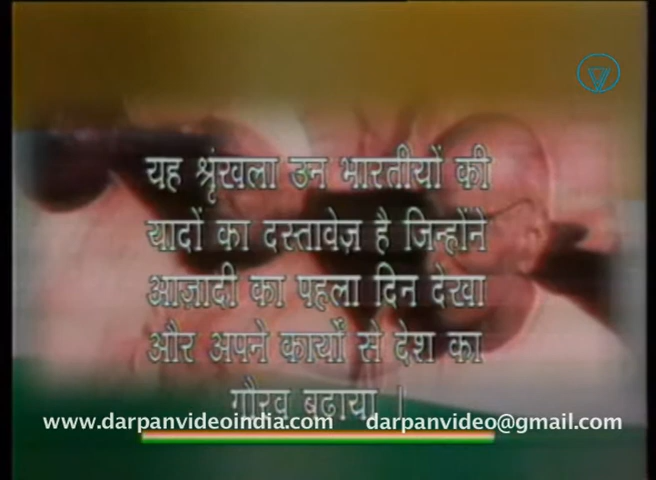 यह श्रृंखला उन भारतीयों की
यादों का दस्तावेज़ है जिन्होंने
आज़ादी का पहला दिन देखा
और अपने कार्यों से देश का
गौरव बढ़ाया |
www.darpanvideoindia.com darpanvideo@gmail.com